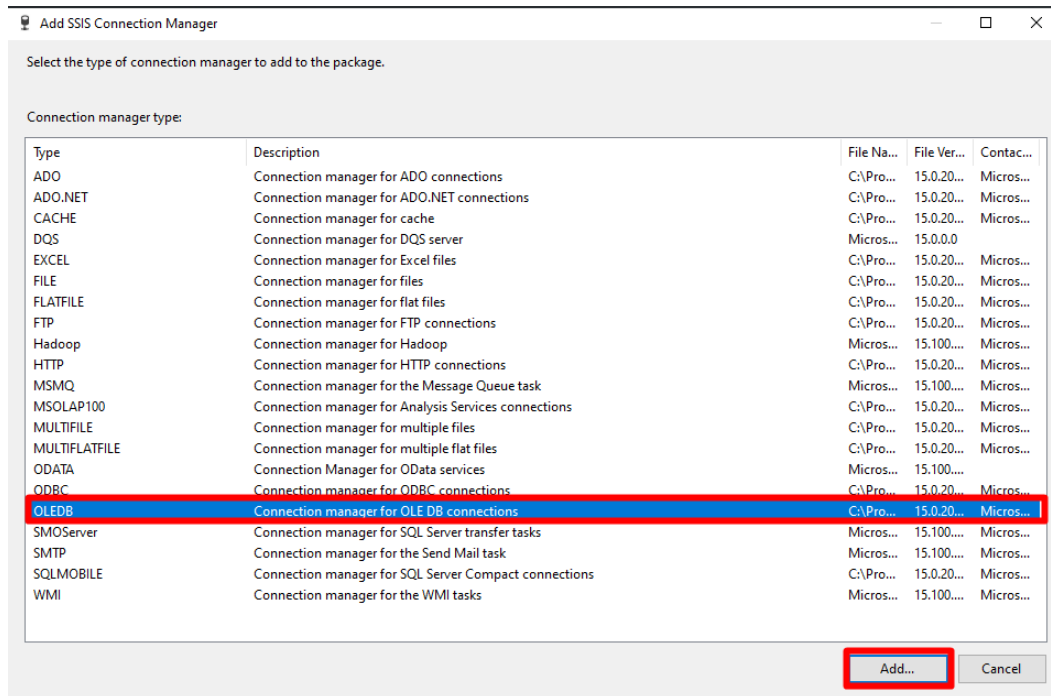 Add SSIS Connection Manager
Select the type of connection manager to add to the package.
Connection manager type:
Type Description File Na... File Ver... Contac...
ADO Connection manager for ADO connections C:\Pro... 15.0.20... Micros...
ADO.NET Connection manager for ADO.NET connections C:\Pro... 15.0.20... Micros...
CACHE Connection manager for cache C:\Pro... 15.0.20... Micros...
DQS Connection manager for DQS server Micros... 15.0.0.0
EXCEL Connection manager for Excel files C:\Pro... 15.0.20... Micros...
FILE Connection manager for files C:\Pro... 15.0.20... Micros...
FLATFILE Connection manager for flat files C:\Pro... 15.0.20... Micros...
FTP Connection manager for FTP connections C:\Pro... 15.0.20... Micros...
Hadoop Connection manager for Hadoop Micros... 15.100.... Micros...
HTTP Connection manager for HTTP connections C:\Pro... 15.0.20... Micros...
MSMQ Connection manager for the Message Queue task Micros... 15.100.... Micros...
MSOLAP100 Connection manager for Analysis Services connections C:\Pro... 15.0.20... Micros...
MULTIFILE Connection manager for multiple files C:\Pro... 15.0.20... Micros...
MULTIFLATFILE Connection manager for multiple flat files C:\Pro... 15.0.20... Micros...
ODATA Connection Manager for OData services Micros... 15.100....
ODBC Connection manager for ODBC connections C:\Pro... 15.0.20... Micros...
OLEDB Connection manager for OLE DB connections C:\Pro... 15.0.20... Micros...
SMOServer Connection manager for SQL Server transfer tasks Micros... 15.100.... Micros...
SMTP Connection manager for the Send Mail task Micros... 15.100.... Micros...
SQLMOBILE Connection manager for SQL Server Compact connections C:\Pro... 15.0.20... Micros...
WMI Connection manager for the WMI tasks Micros... 15.100.... Micros...
Add... Cancel